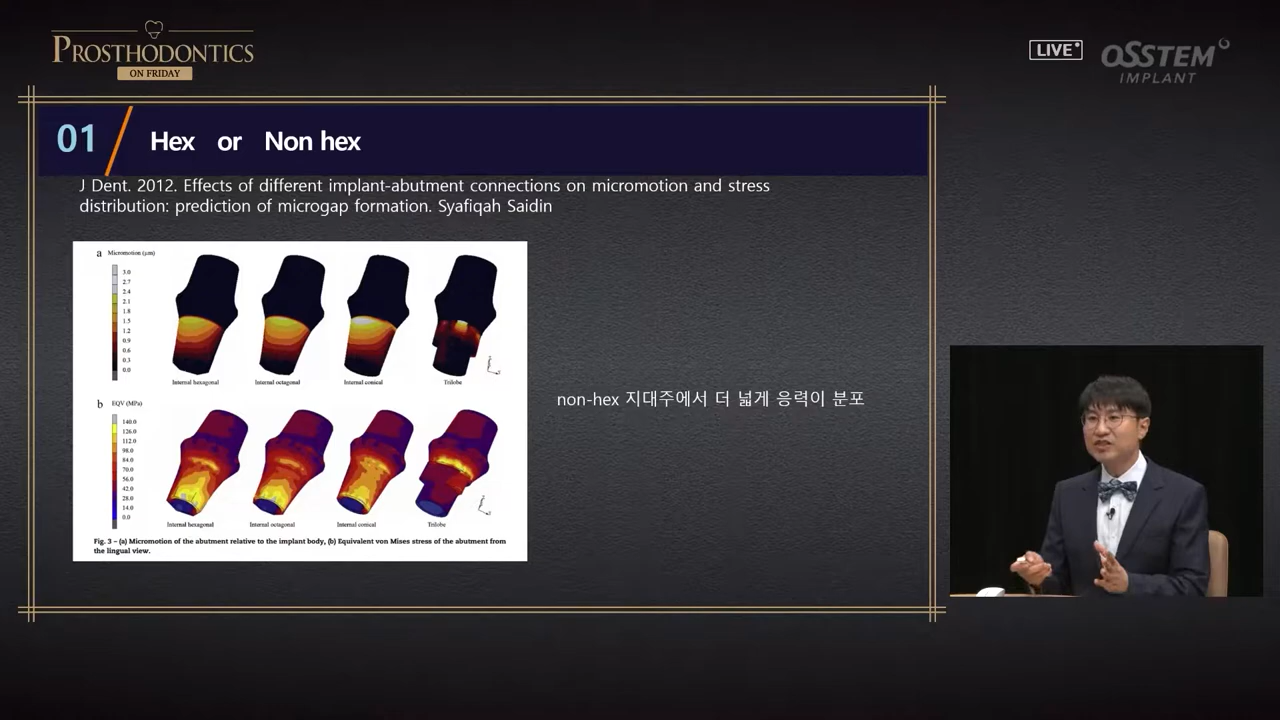 PROSTHODONTICS
ON FRIDAY
LIVE
OSSTEM
IMPLANT
01 Hex or Non hex
J Dent. 2012. Effects of different implant-abutment connections on micromotion and stress
distribution: prediction of microgap formation. Syafiqah Saidin
a Micromotion (µm)
3.0
2.7
2.4
2.1
1.8
1.5
1.2
0.9
0.6
0.3
0.0
Internal hexagonal Internal octagonal Internal conical Trilobe
b EQV (MPa)
140.0
126.0
112.0
98.0
84.0
70.0
56.0
42.0
28.0
14.0
0.0
Internal hexagonal Internal octagonal Internal conical Trilobe
Fig. 3 – (a) Micromotion of the abutment relative to the implant body, (b) Equivalent von Mises stress of the abutment from
the lingual view.
non-hex 지대주에서 더 넓게 응력이 분포